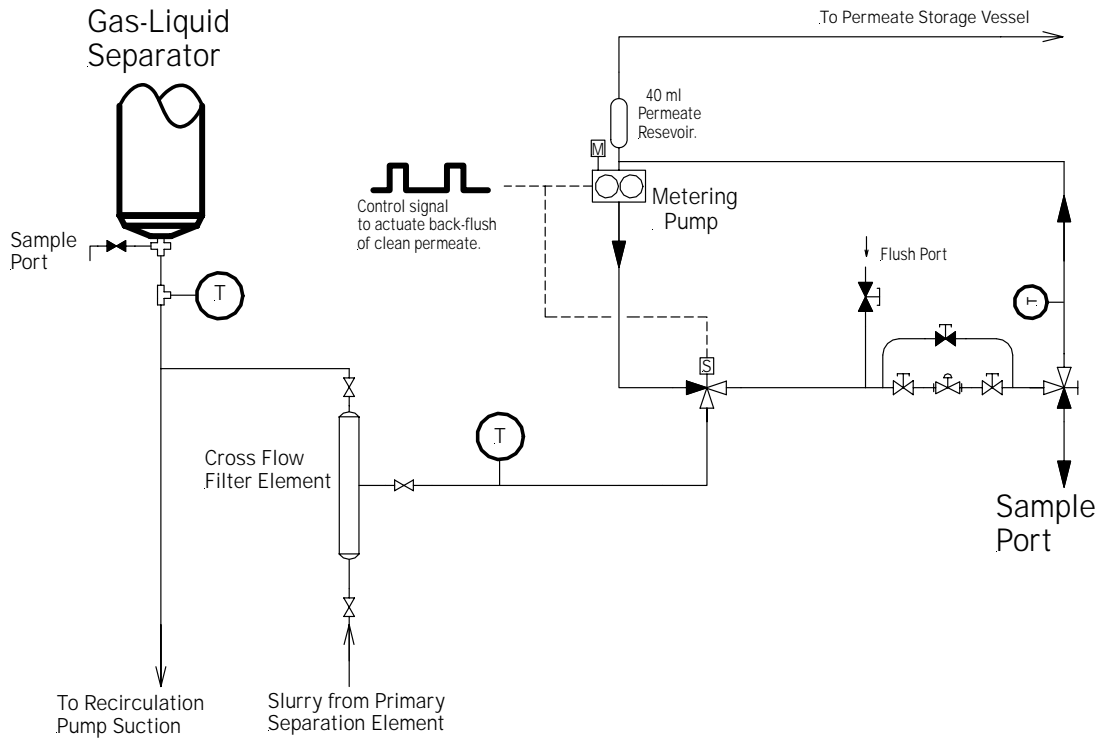 Gas-Liquid
Separator
To Permeate Storage Vessel
40 ml
Permeate
Resevoir.
M
Metering
Pump
Control signal
to actuate back-flush
of clean permeate.
Sample
Port
T
Flush Port
T
S
T
Cross Flow
Filter Element
Sample
Port
To Recirculation
Pump Suction
Slurry from Primary
Separation Element